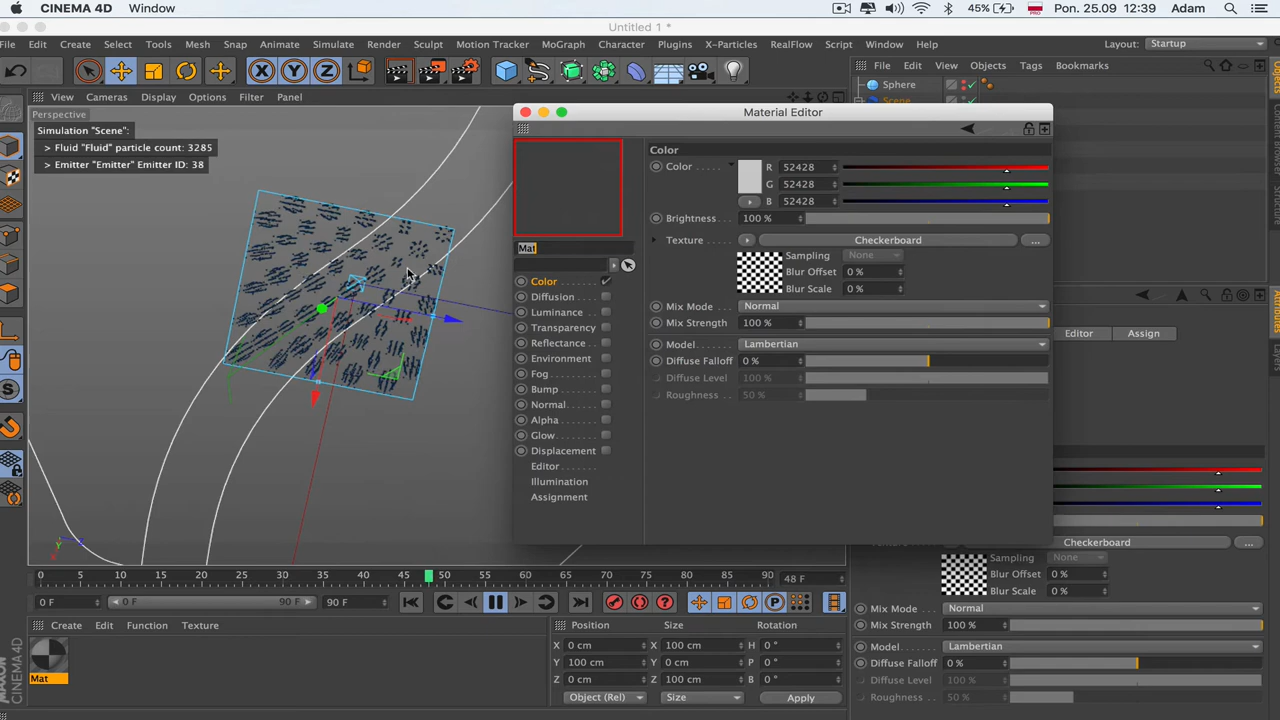 CINEMA 4D Window 45% Pon. 25.09 12:39 Adam
Untitled 1 *
File Edit Create Select Tools Mesh Snap Animate Simulate Render Sculpt Motion Tracker MoGraph Character Plugins X-Particles RealFlow Script Window Help Layout: Startup
X Y Z File Edit View Objects Tags Bookmarks
View Cameras Display Options Filter Panel
Sphere
Scene
Perspective
Simulation "Scene":
> Fluid "Fluid" particle count: 3285
> Emitter "Emitter" Emitter ID: 38
Material Editor
Color
Color R 52428
G 52428
B 52428
Brightness 100 %
Texture Checkerboard ...
Sampling None
Blur Offset 0 %
Blur Scale 0 %
Mix Mode Normal
Mix Strength 100 %
Model Lambertian
Diffuse Falloff 0 %
Diffuse Level 100 %
Roughness 50 %
Mat
Color
Diffusion
Luminance
Transparency
Reflectance
Environment
Fog
Bump
Normal
Alpha
Glow
Displacement
Editor
Illumination
Assignment
Editor Assign
Checkerboard ...
Sampling None
Blur Offset 0 %
Blur Scale 0 %
Mix Mode Normal
Mix Strength 100 %
Model Lambertian
Diffuse Falloff 0 %
Diffuse Level 100 %
Roughness 50 %
Attributes
Y X
0 5 10 15 20 25 30 35 40 45 50 55 60 65 70 75 80 85 90 48 F
0 F 0 F 90 F 90 F
Create Edit Function Texture
Mat
Position Size Rotation
X 0 cm X 100 cm H 0 °
Y 100 cm Y 0 cm P 0 °
Z 0 cm Z 100 cm B 0 °
Object (Rel) Size Apply
MAXON
CINEMA 4D